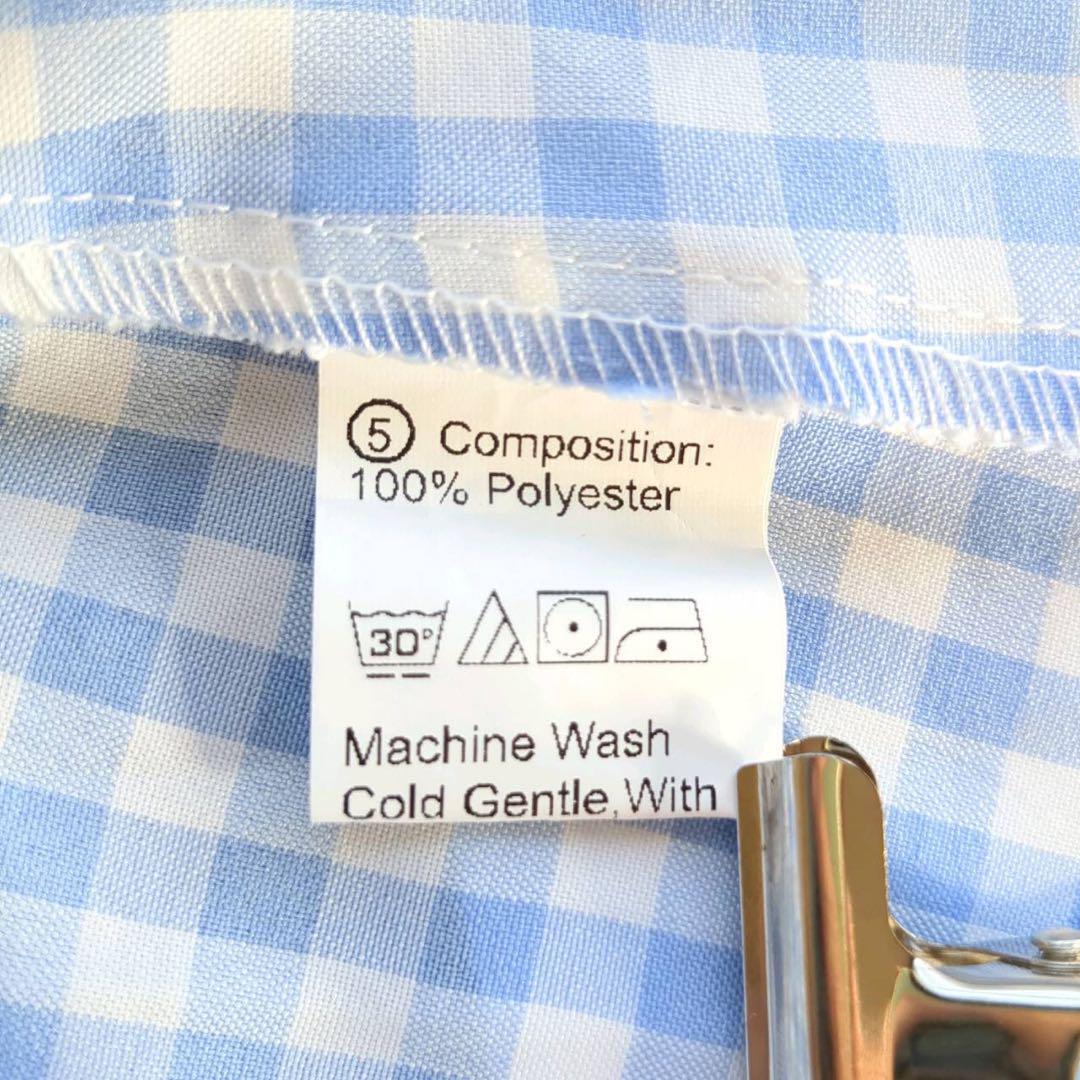 ⑤ Composition:
100% Polyester
30°
Machine Wash
Cold Gentle,With